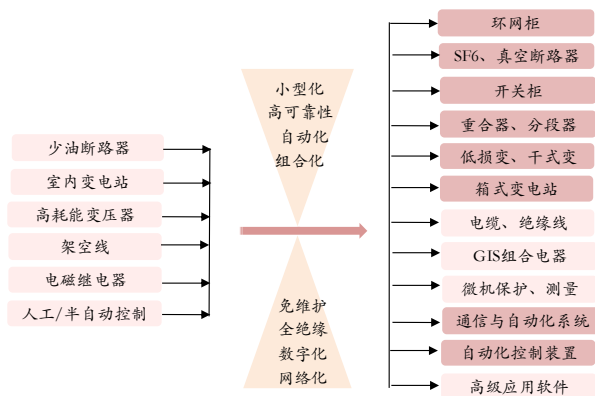 少油断路器
室内变电站
高耗能变压器
架空线
电磁继电器
人工/半自动控制
小型化
高可靠性
自动化
组合化
免维护
全绝缘
数字化
网络化
环网柜
SF6、真空断路器
开关柜
重合器、分段器
低损变、干式变
箱式变电站
电缆、绝缘线
GIS组合电器
微机保护、测量
通信与自动化系统
自动化控制装置
高级应用软件